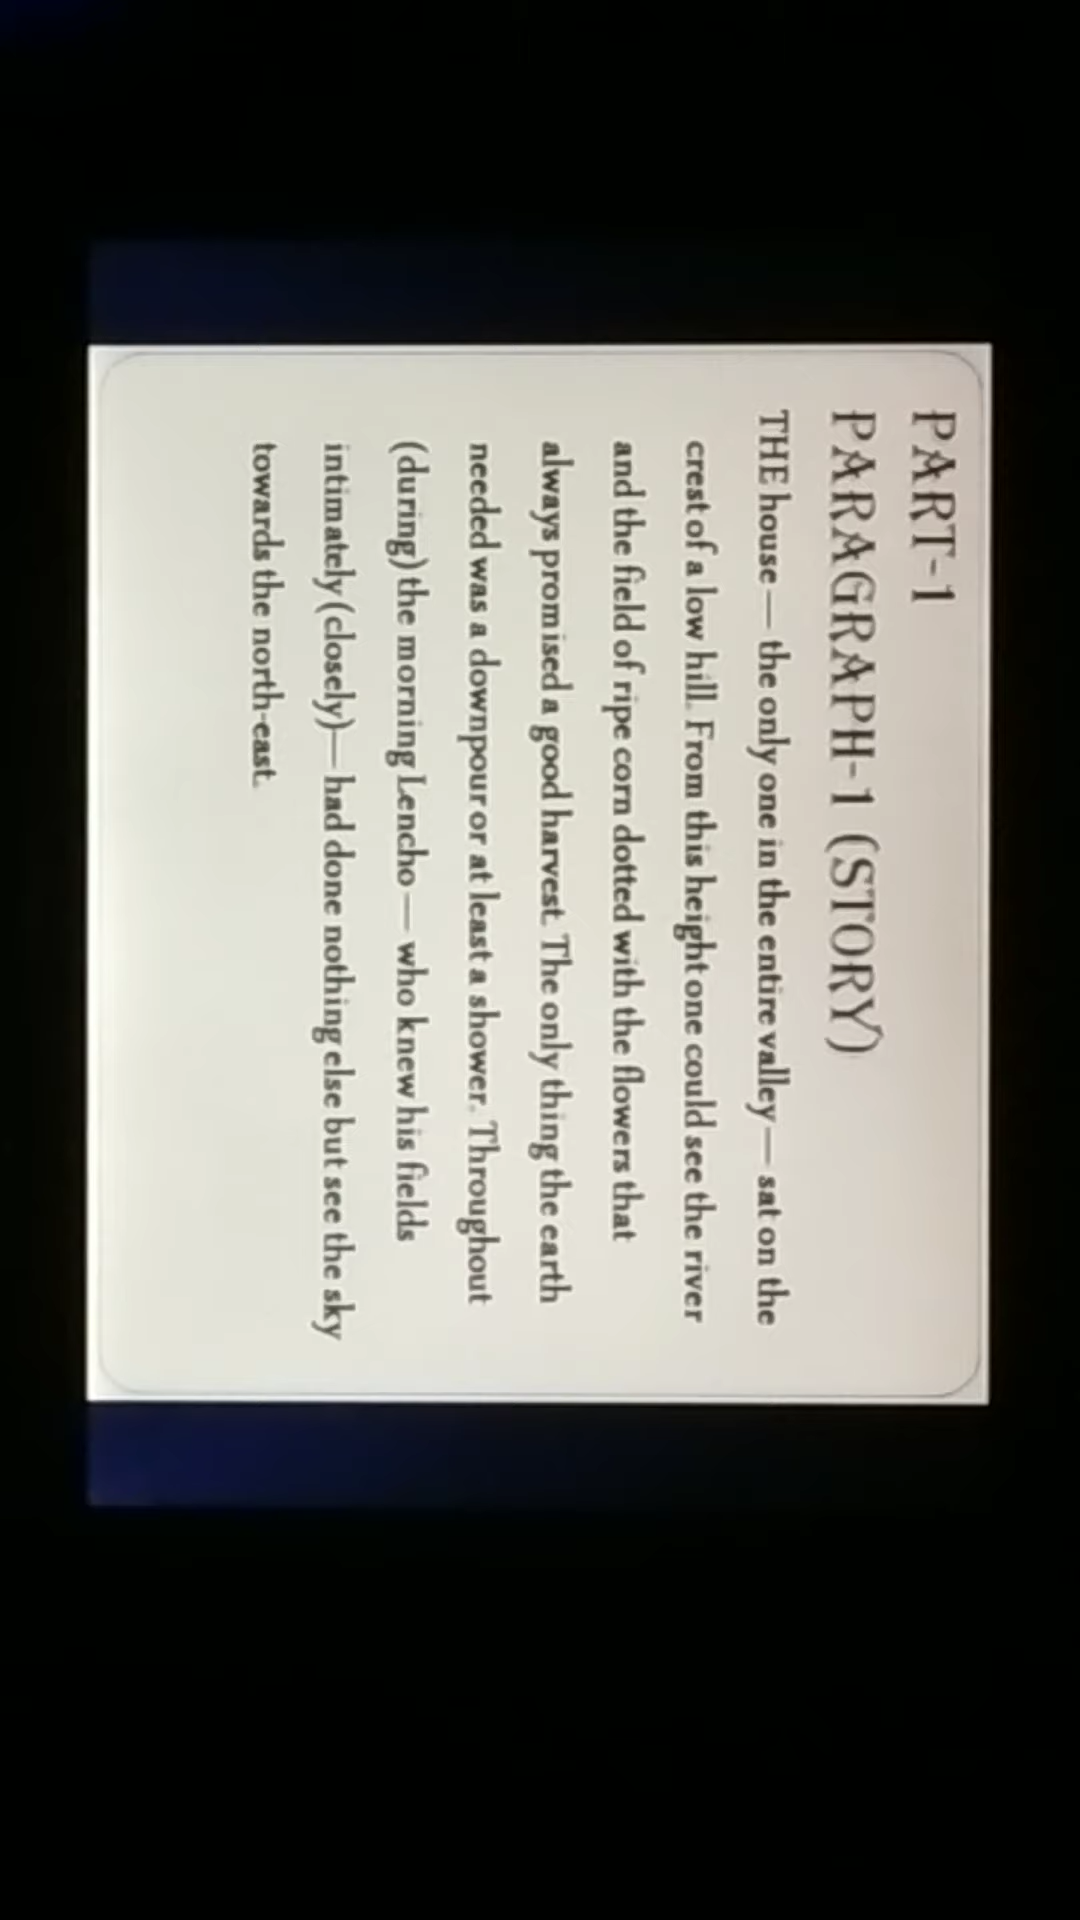 PART-1
PARAGRAPH-1 (STORY)
THE house — the only one in the entire valley — sat on the
crest of a low hill. From this height one could see the river
and the field of ripe corn dotted with the flowers that
always promised a good harvest. The only thing the earth
needed was a downpour or at least a shower. Throughout
(during) the morning Lencho — who knew his fields
intimately (closely)— had done nothing else but see the sky
towards the north-east.